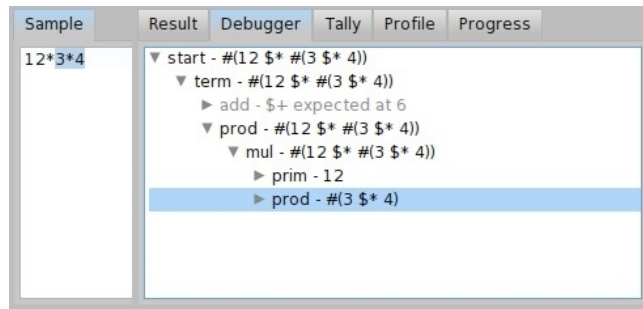 Sample Result Debugger Tally Profile Progress
12*3*4
start - #(12 $* #(3 $* 4))
term - #(12 $* #(3 $* 4))
add - $+ expected at 6
prod - #(12 $* #(3 $* 4))
mul - #(12 $* #(3 $* 4))
prim - 12
prod - #(3 $* 4)